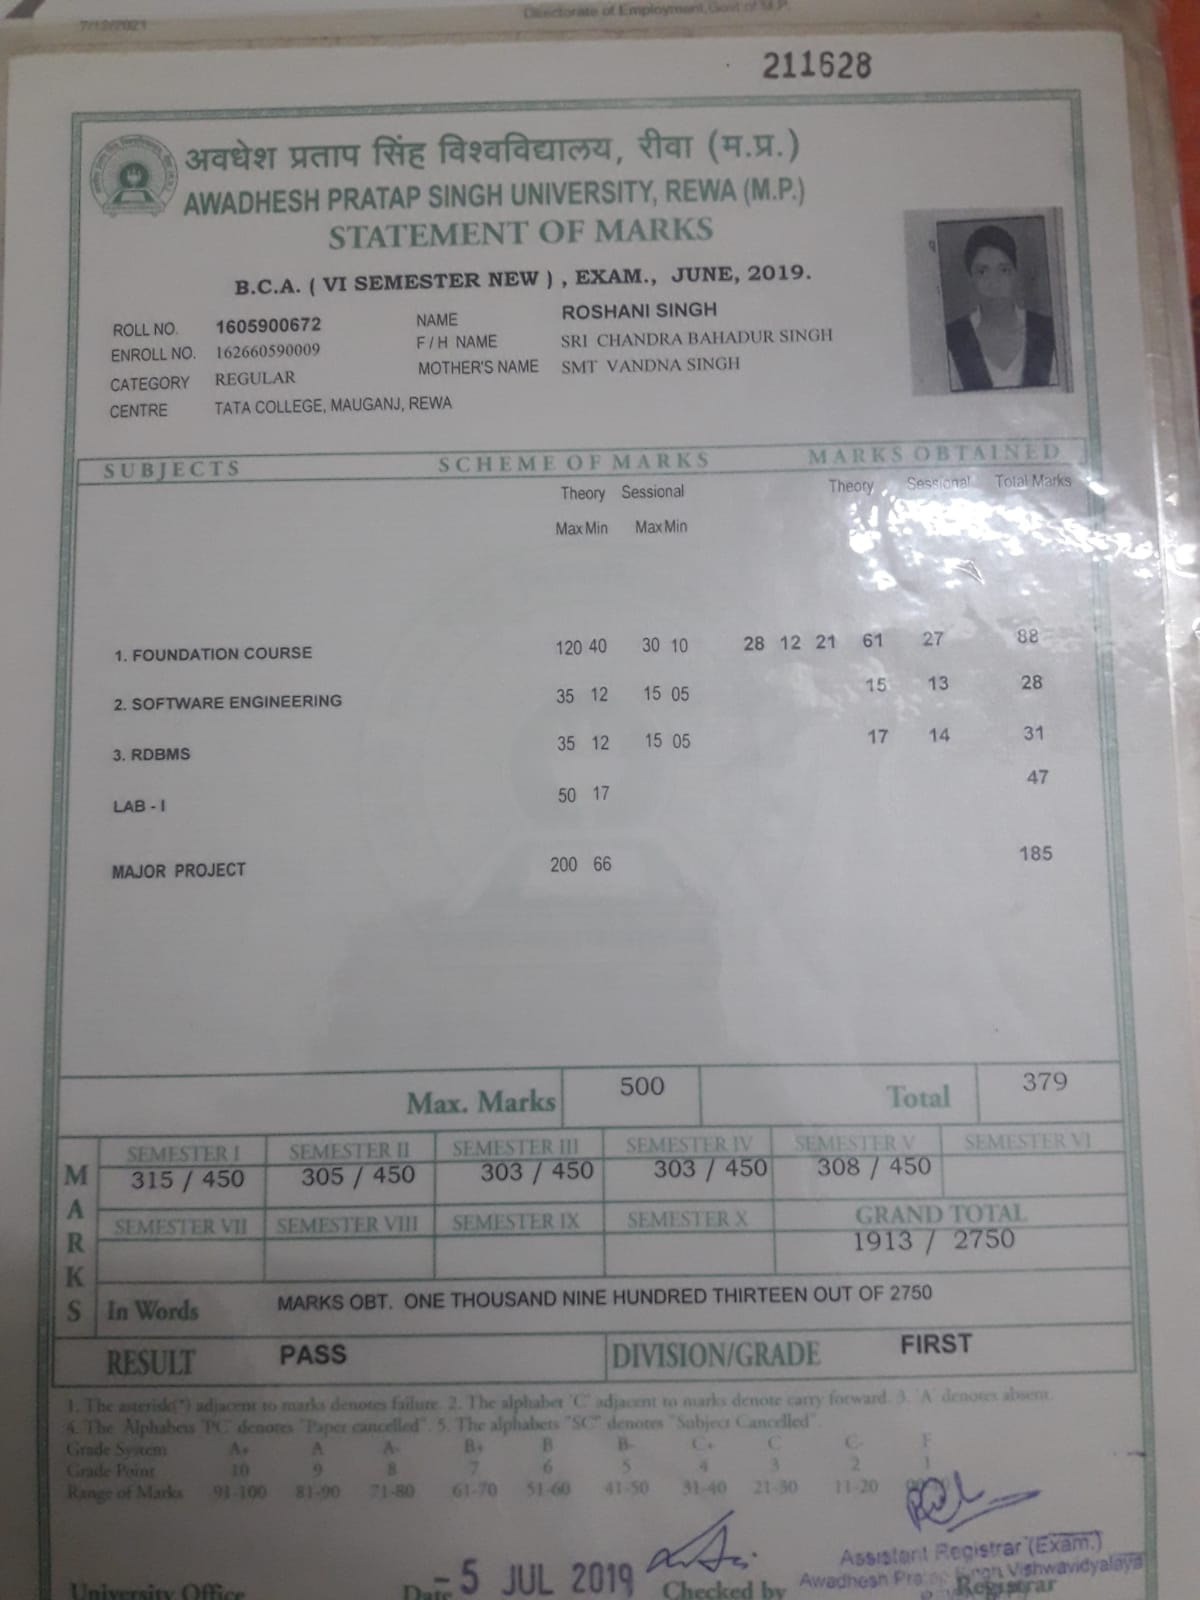 7/12/2021
Directorate of Employment, Govt of M.P.
211628
अवधेश प्रताप सिंह विश्वविद्यालय, रीवा (म.प्र.)
AWADHESH PRATAP SINGH UNIVERSITY, REWA (M.P.)
STATEMENT OF MARKS
B.C.A. ( VI SEMESTER NEW ) , EXAM., JUNE, 2019.
ROLL NO. 1605900672 NAME ROSHANI SINGH
ENROLL NO. 162660590009 F / H NAME SRI CHANDRA BAHADUR SINGH
CATEGORY REGULAR MOTHER'S NAME SMT VANDNA SINGH
CENTRE TATA COLLEGE, MAUGANJ, REWA
SUBJECTS SCHEME OF MARKS MARKS OBTAINED
Theory Sessional Theory Sessional Total Marks
Max Min Max Min
1. FOUNDATION COURSE 120 40 30 10 28 12 21 61 27 88
2. SOFTWARE ENGINEERING 35 12 15 05 15 13 28
3. RDBMS 35 12 15 05 17 14 31
LAB - I 50 17 47
MAJOR PROJECT 200 66 185
Max. Marks 500 Total 379
MARKS
SEMESTER I SEMESTER II SEMESTER III SEMESTER IV SEMESTER V SEMESTER VI
315 / 450 305 / 450 303 / 450 303 / 450 308 / 450
SEMESTER VII SEMESTER VIII SEMESTER IX SEMESTER X GRAND TOTAL
1913 / 2750
In Words MARKS OBT. ONE THOUSAND NINE HUNDRED THIRTEEN OUT OF 2750
RESULT PASS DIVISION/GRADE FIRST
1. The asterisk(*) adjacent to marks denotes failure. 2. The alphabet 'C' adjacent to marks denote carry forward. 3. 'A' denotes absent.
4. The Alphabets 'PC' denotes "Paper cancelled". 5. The alphabets "SC" denotes "Subject Cancelled".
Grade System A+ A A- B+ B B- C+ C C- F
Grade Point 10 9 8 7 6 5 4 3 2 1
Range of Marks 91-100 81-90 71-80 61-70 51-60 41-50 31-40 21-30 11-20
Assistant Registrar (Exam.)
Awadhesh Pratap Singh Vishwavidyalaya
University Office Date - 5 JUL 2019 Checked by Registrar